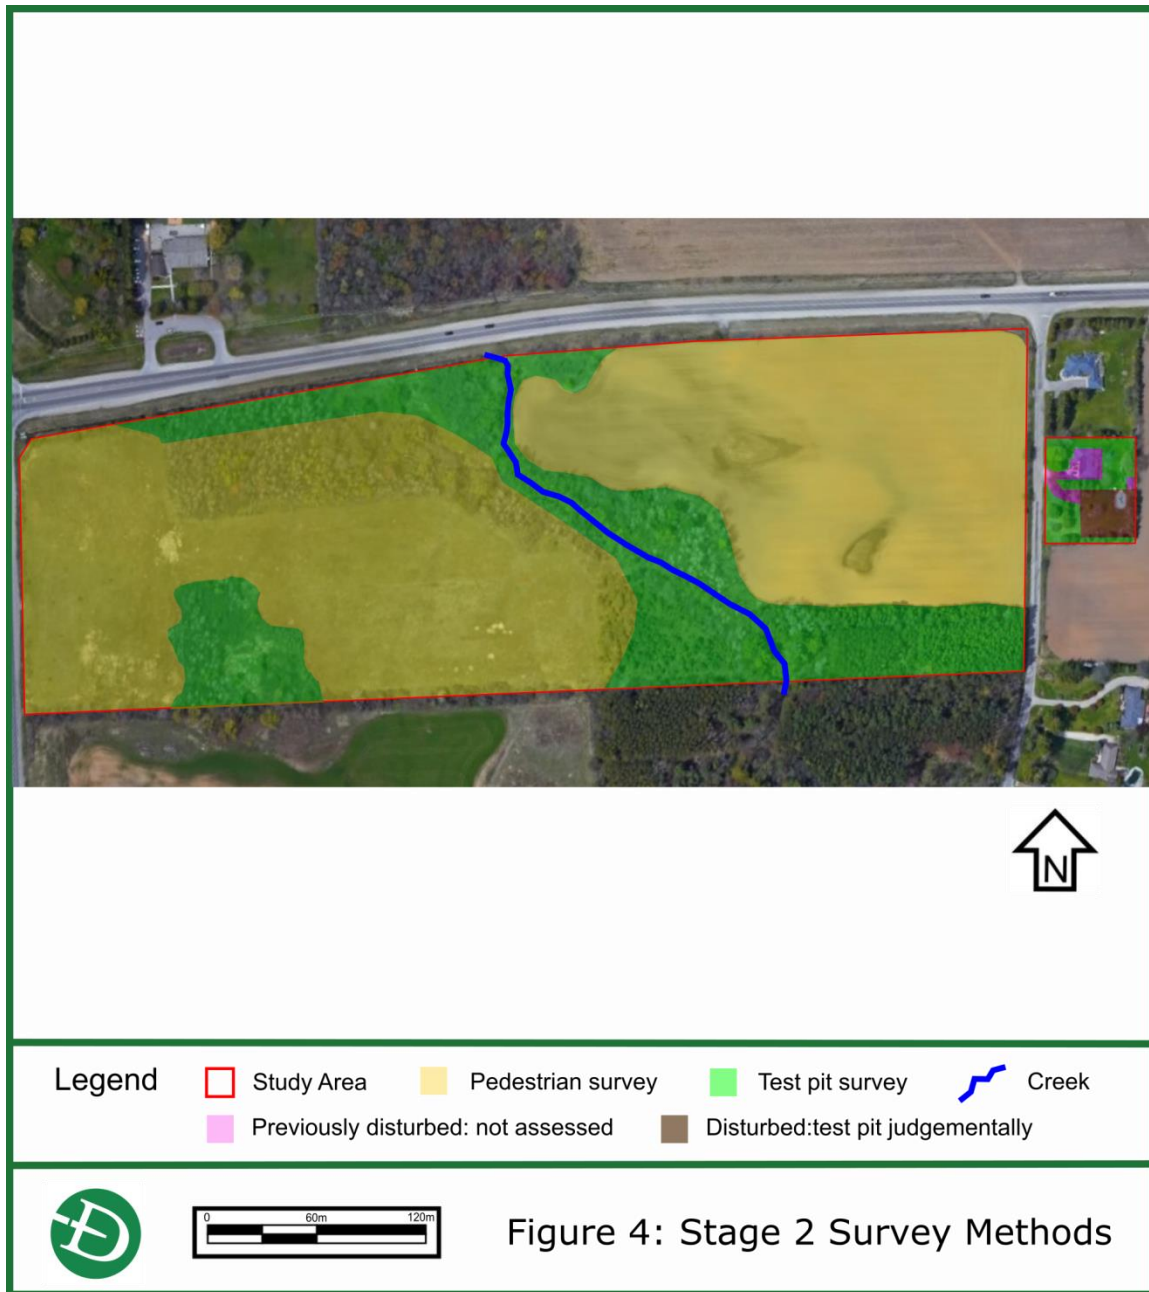 N
Legend
Study Area
Pedestrian survey
Test pit survey
Creek
Previously disturbed: not assessed
Disturbed:test pit judgementally
D
0 60m 120m
Figure 4: Stage 2 Survey Methods